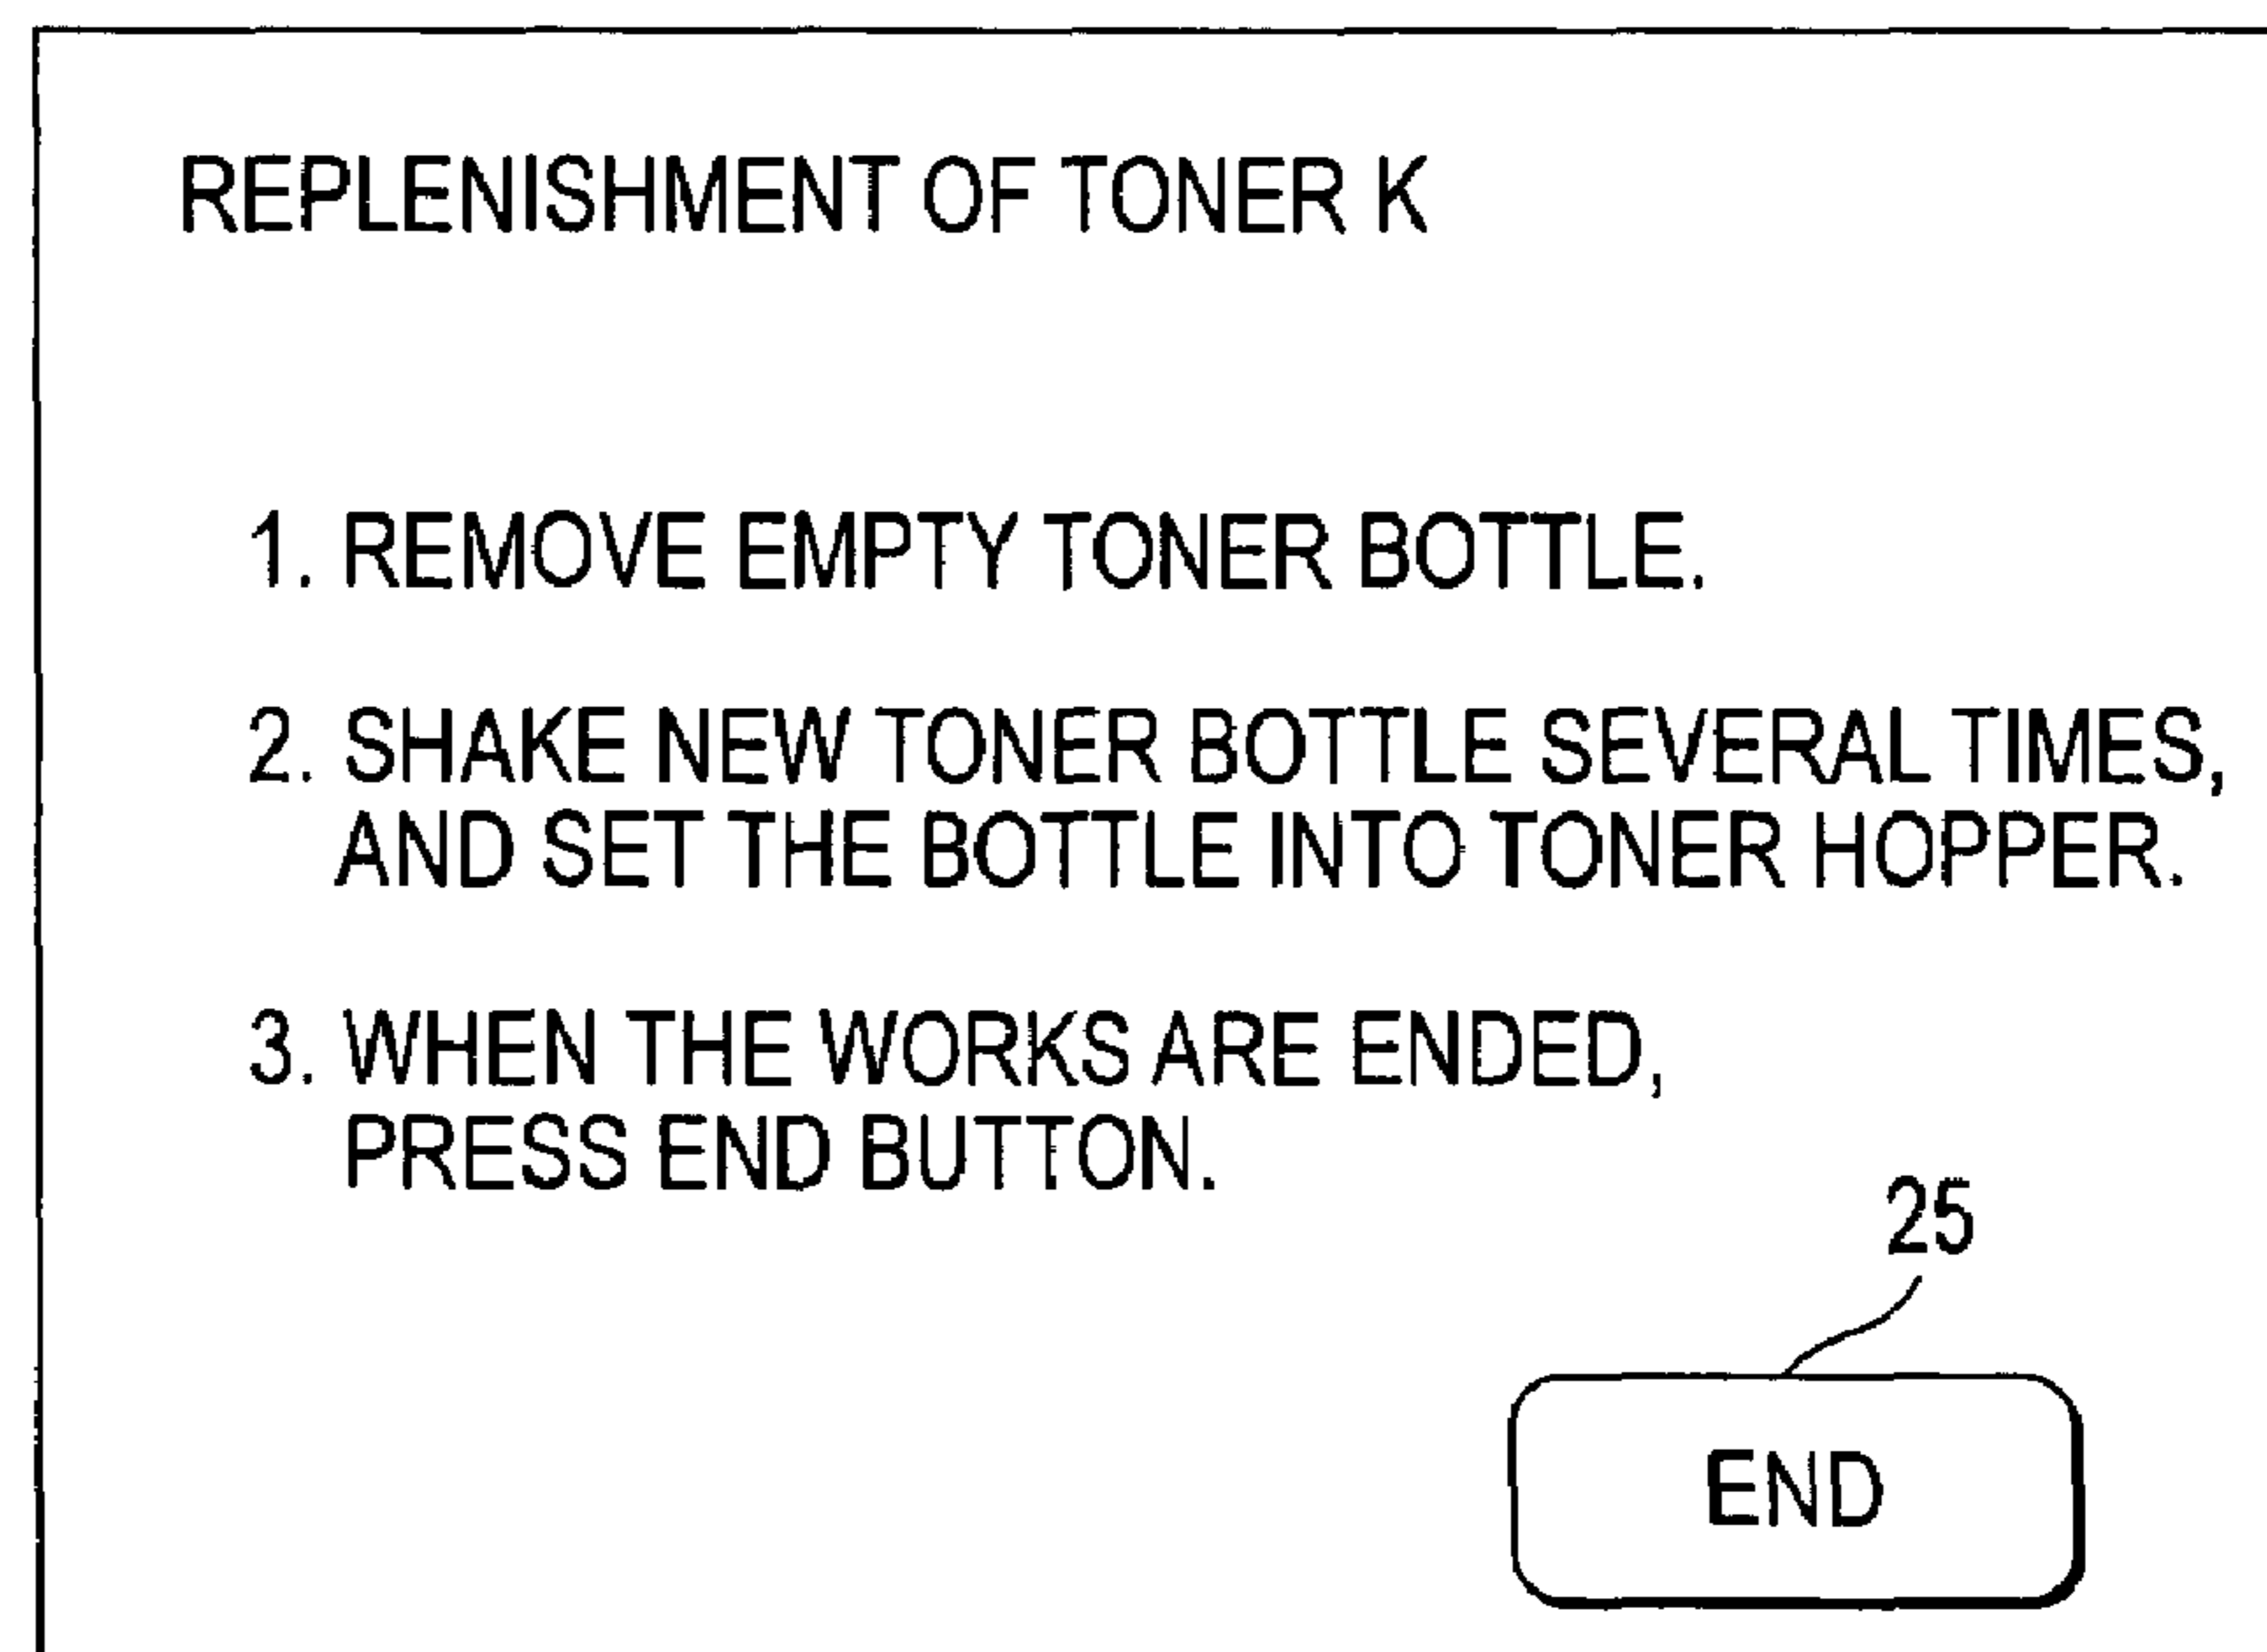 REPLENISHMENT OF TONER K
1. REMOVE EMPTY TONER BOTTLE.
2. SHAKE NEW TONER BOTTLE SEVERAL TIMES,
AND SET THE BOTTLE INTO TONER HOPPER.
3. WHEN THE WORKS ARE ENDED,
PRESS END BUTTON.
25
END